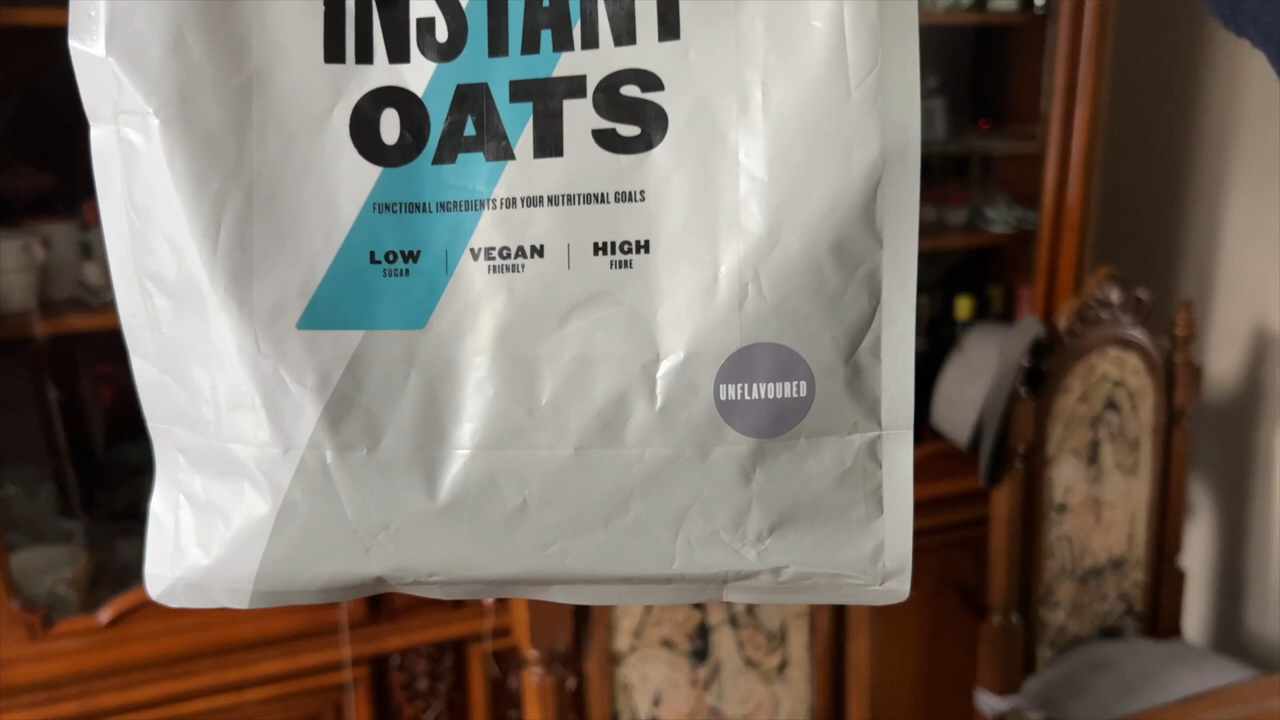 INSTANT
OATS
FUNCTIONAL INGREDIENTS FOR YOUR NUTRITIONAL GOALS
LOW VEGAN HIGH
SUGAR FRIENDLY FIBRE
UNFLAVOURED